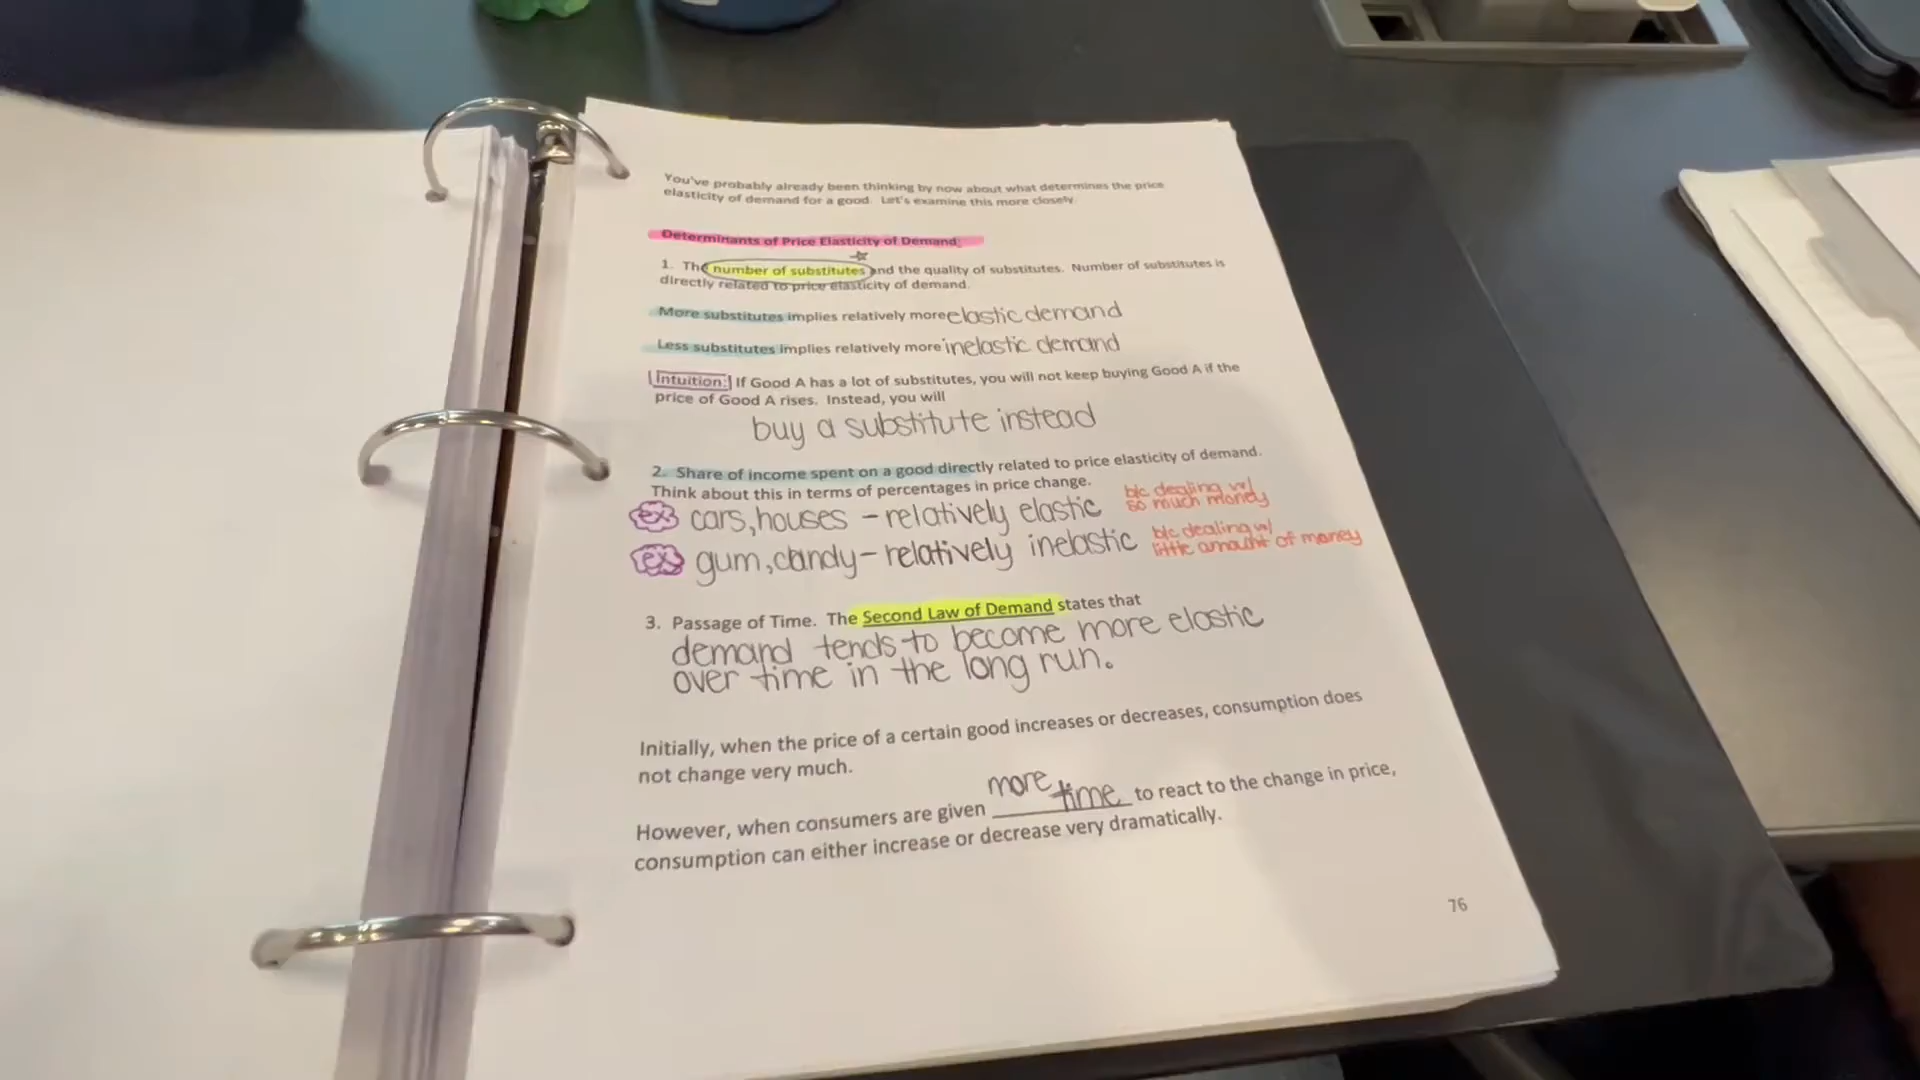 You've probably already been thinking by now about what determines the price
elasticity of demand for a good. Let's examine this more closely.
Determinants of Price Elasticity of Demand:
1. The number of substitutes and the quality of substitutes. Number of substitutes is
directly related to price elasticity of demand.
More substitutes implies relatively more elastic demand
Less substitutes implies relatively more inelastic demand
Intuition: If Good A has a lot of substitutes, you will not keep buying Good A if the
price of Good A rises. Instead, you will
buy a substitute instead
2. Share of income spent on a good directly related to price elasticity of demand.
Think about this in terms of percentages in price change.
ex cars, houses - relatively elastic b/c dealing w/
so much money
ex gum, candy - relatively inelastic b/c dealing w/
little amount of money
3. Passage of Time. The Second Law of Demand states that
demand tends to become more elastic
over time in the long run.
Initially, when the price of a certain good increases or decreases, consumption does
not change very much.
However, when consumers are given more time to react to the change in price,
consumption can either increase or decrease very dramatically.
76